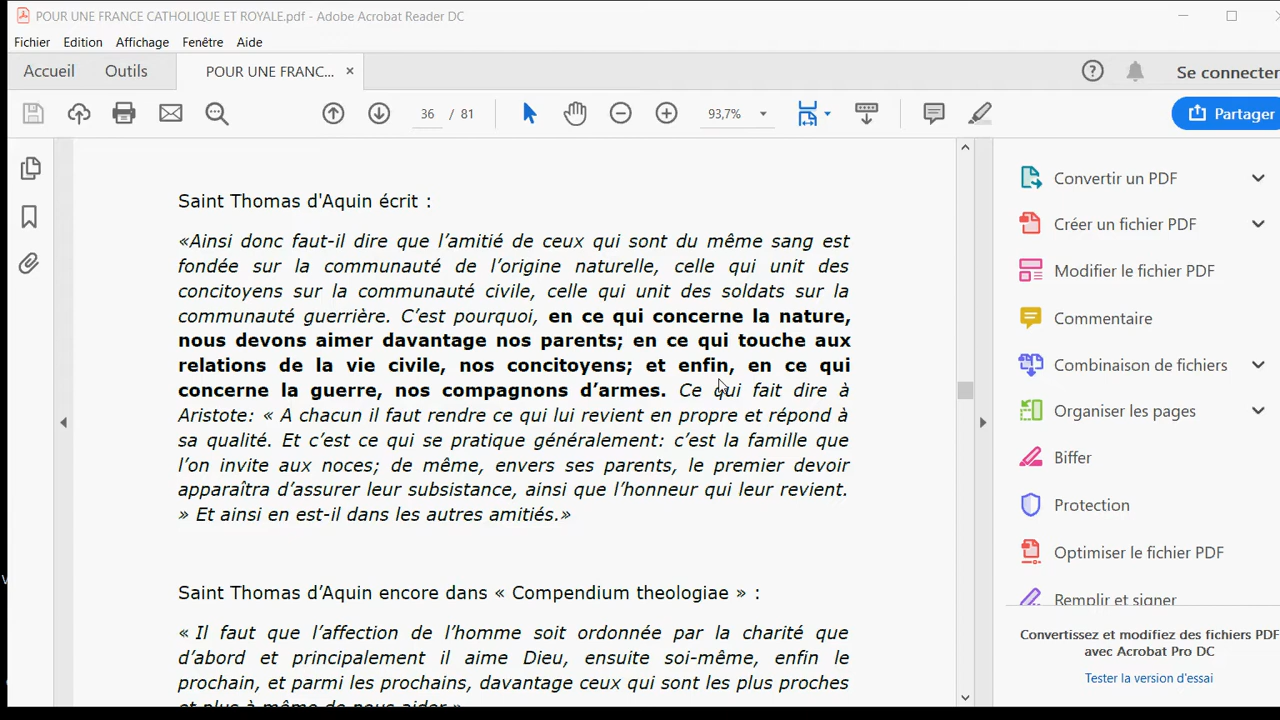 POUR UNE FRANCE CATHOLIQUE ET ROYALE.pdf - Adobe Acrobat Reader DC
Fichier Edition Affichage Fenêtre Aide
Accueil Outils POUR UNE FRANC... × Se connecter
36 / 81 93,7% Partager
Saint Thomas d'Aquin écrit :
«Ainsi donc faut-il dire que l’amitié de ceux qui sont du même sang est
fondée sur la communauté de l’origine naturelle, celle qui unit des
concitoyens sur la communauté civile, celle qui unit des soldats sur la
communauté guerrière. C’est pourquoi, en ce qui concerne la nature,
nous devons aimer davantage nos parents; en ce qui touche aux
relations de la vie civile, nos concitoyens; et enfin, en ce qui
concerne la guerre, nos compagnons d’armes. Ce qui fait dire à
Aristote: « A chacun il faut rendre ce qui lui revient en propre et répond à
sa qualité. Et c’est ce qui se pratique généralement: c’est la famille que
l’on invite aux noces; de même, envers ses parents, le premier devoir
apparaîtra d’assurer leur subsistance, ainsi que l’honneur qui leur revient.
» Et ainsi en est-il dans les autres amitiés.»
Saint Thomas d’Aquin encore dans « Compendium theologiae » :
« Il faut que l’affection de l’homme soit ordonnée par la charité que
d’abord et principalement il aime Dieu, ensuite soi-même, enfin le
prochain, et parmi les prochains, davantage ceux qui sont les plus proches
et plus à même de nous aider »
Convertir un PDF
Créer un fichier PDF
Modifier le fichier PDF
Commentaire
Combinaison de fichiers
Organiser les pages
Biffer
Protection
Optimiser le fichier PDF
Remplir et signer
Convertissez et modifiez des fichiers PDF
avec Acrobat Pro DC
Tester la version d'essai